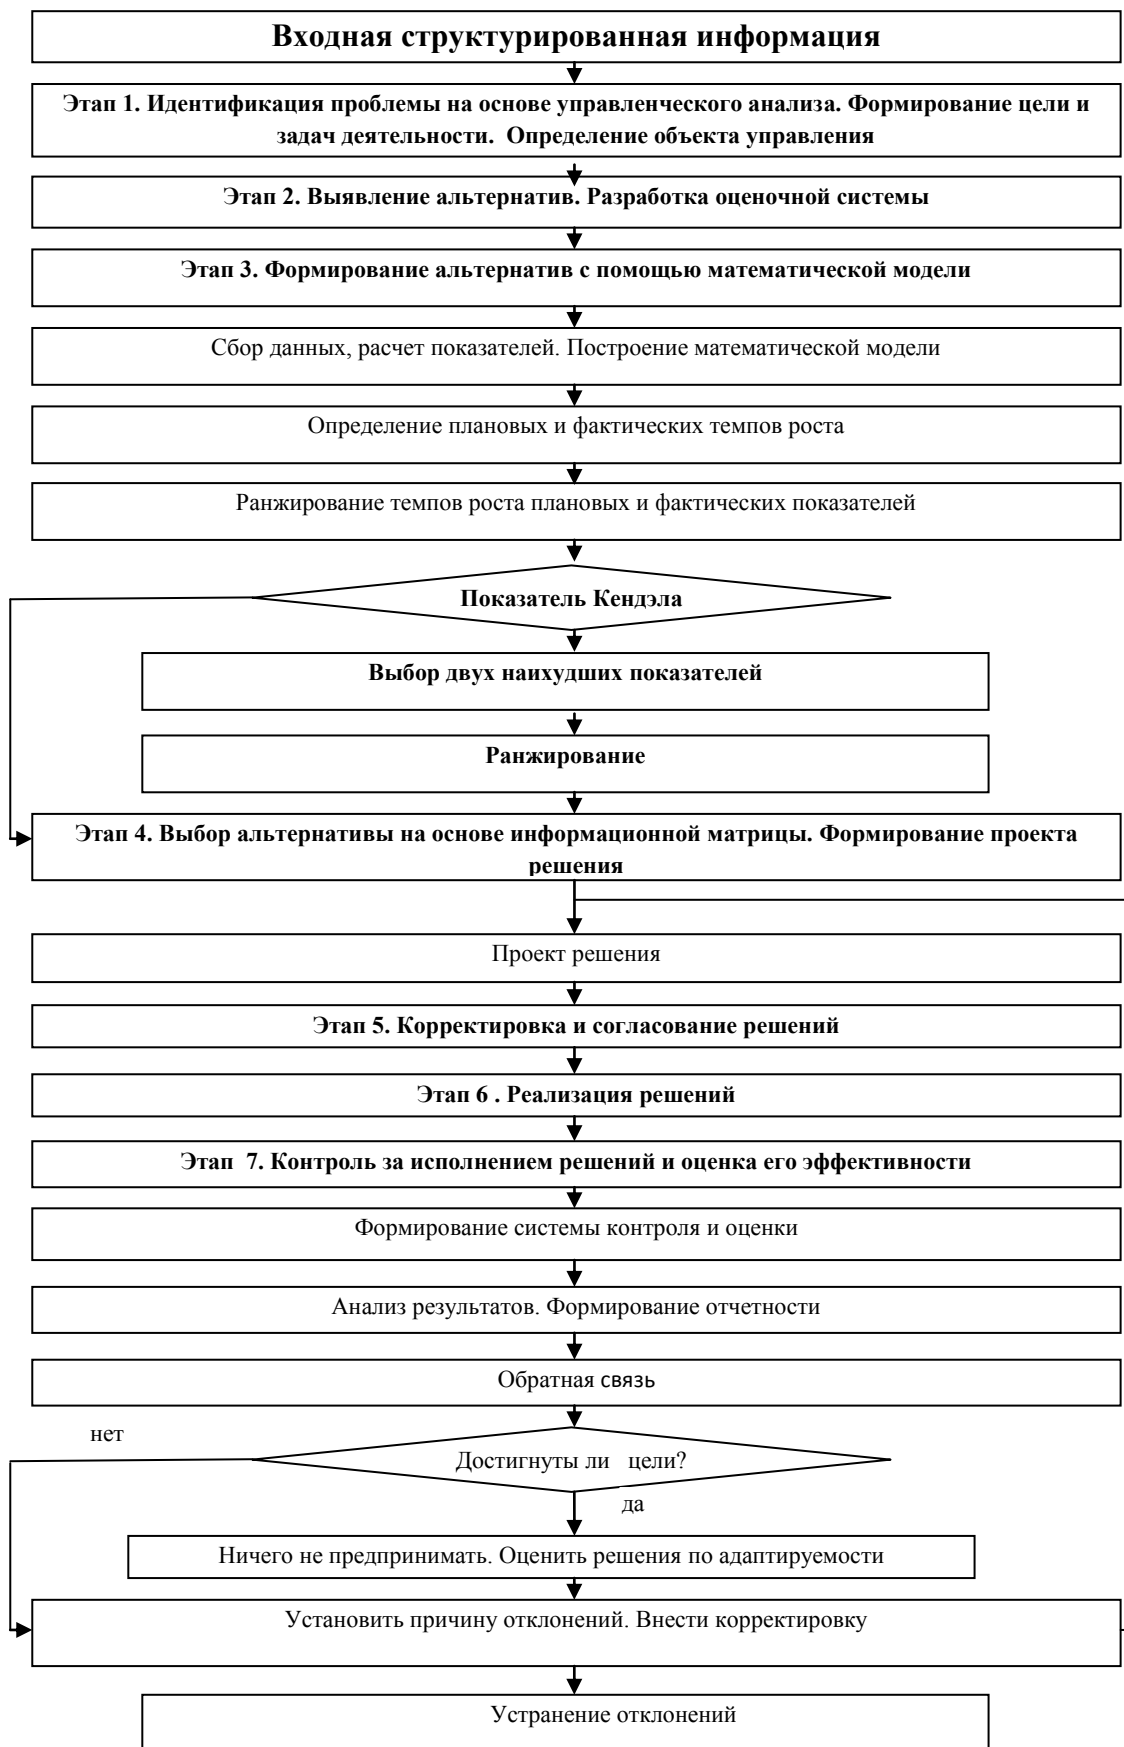 Входная структурированная информация
Этап 1. Идентификация проблемы на основе управленческого анализа. Формирование цели и
задач деятельности. Определение объекта управления
Этап 2. Выявление альтернатив. Разработка оценочной системы
Этап 3. Формирование альтернатив с помощью математической модели
Сбор данных, расчет показателей. Построение математической модели
Определение плановых и фактических темпов роста
Ранжирование темпов роста плановых и фактических показателей
Показатель Кендэла
Выбор двух наихудших показателей
Ранжирование
Этап 4. Выбор альтернативы на основе информационной матрицы. Формирование проекта
решения
Проект решения
Этап 5. Корректировка и согласование решений
Этап 6 . Реализация решений
Этап 7. Контроль за исполнением решений и оценка его эффективности
Формирование системы контроля и оценки
Анализ результатов. Формирование отчетности
Обратная связь
нет
Достигнуты ли цели?
да
Ничего не предпринимать. Оценить решения по адаптируемости
Установить причину отклонений. Внести корректировку
Устранение отклонений